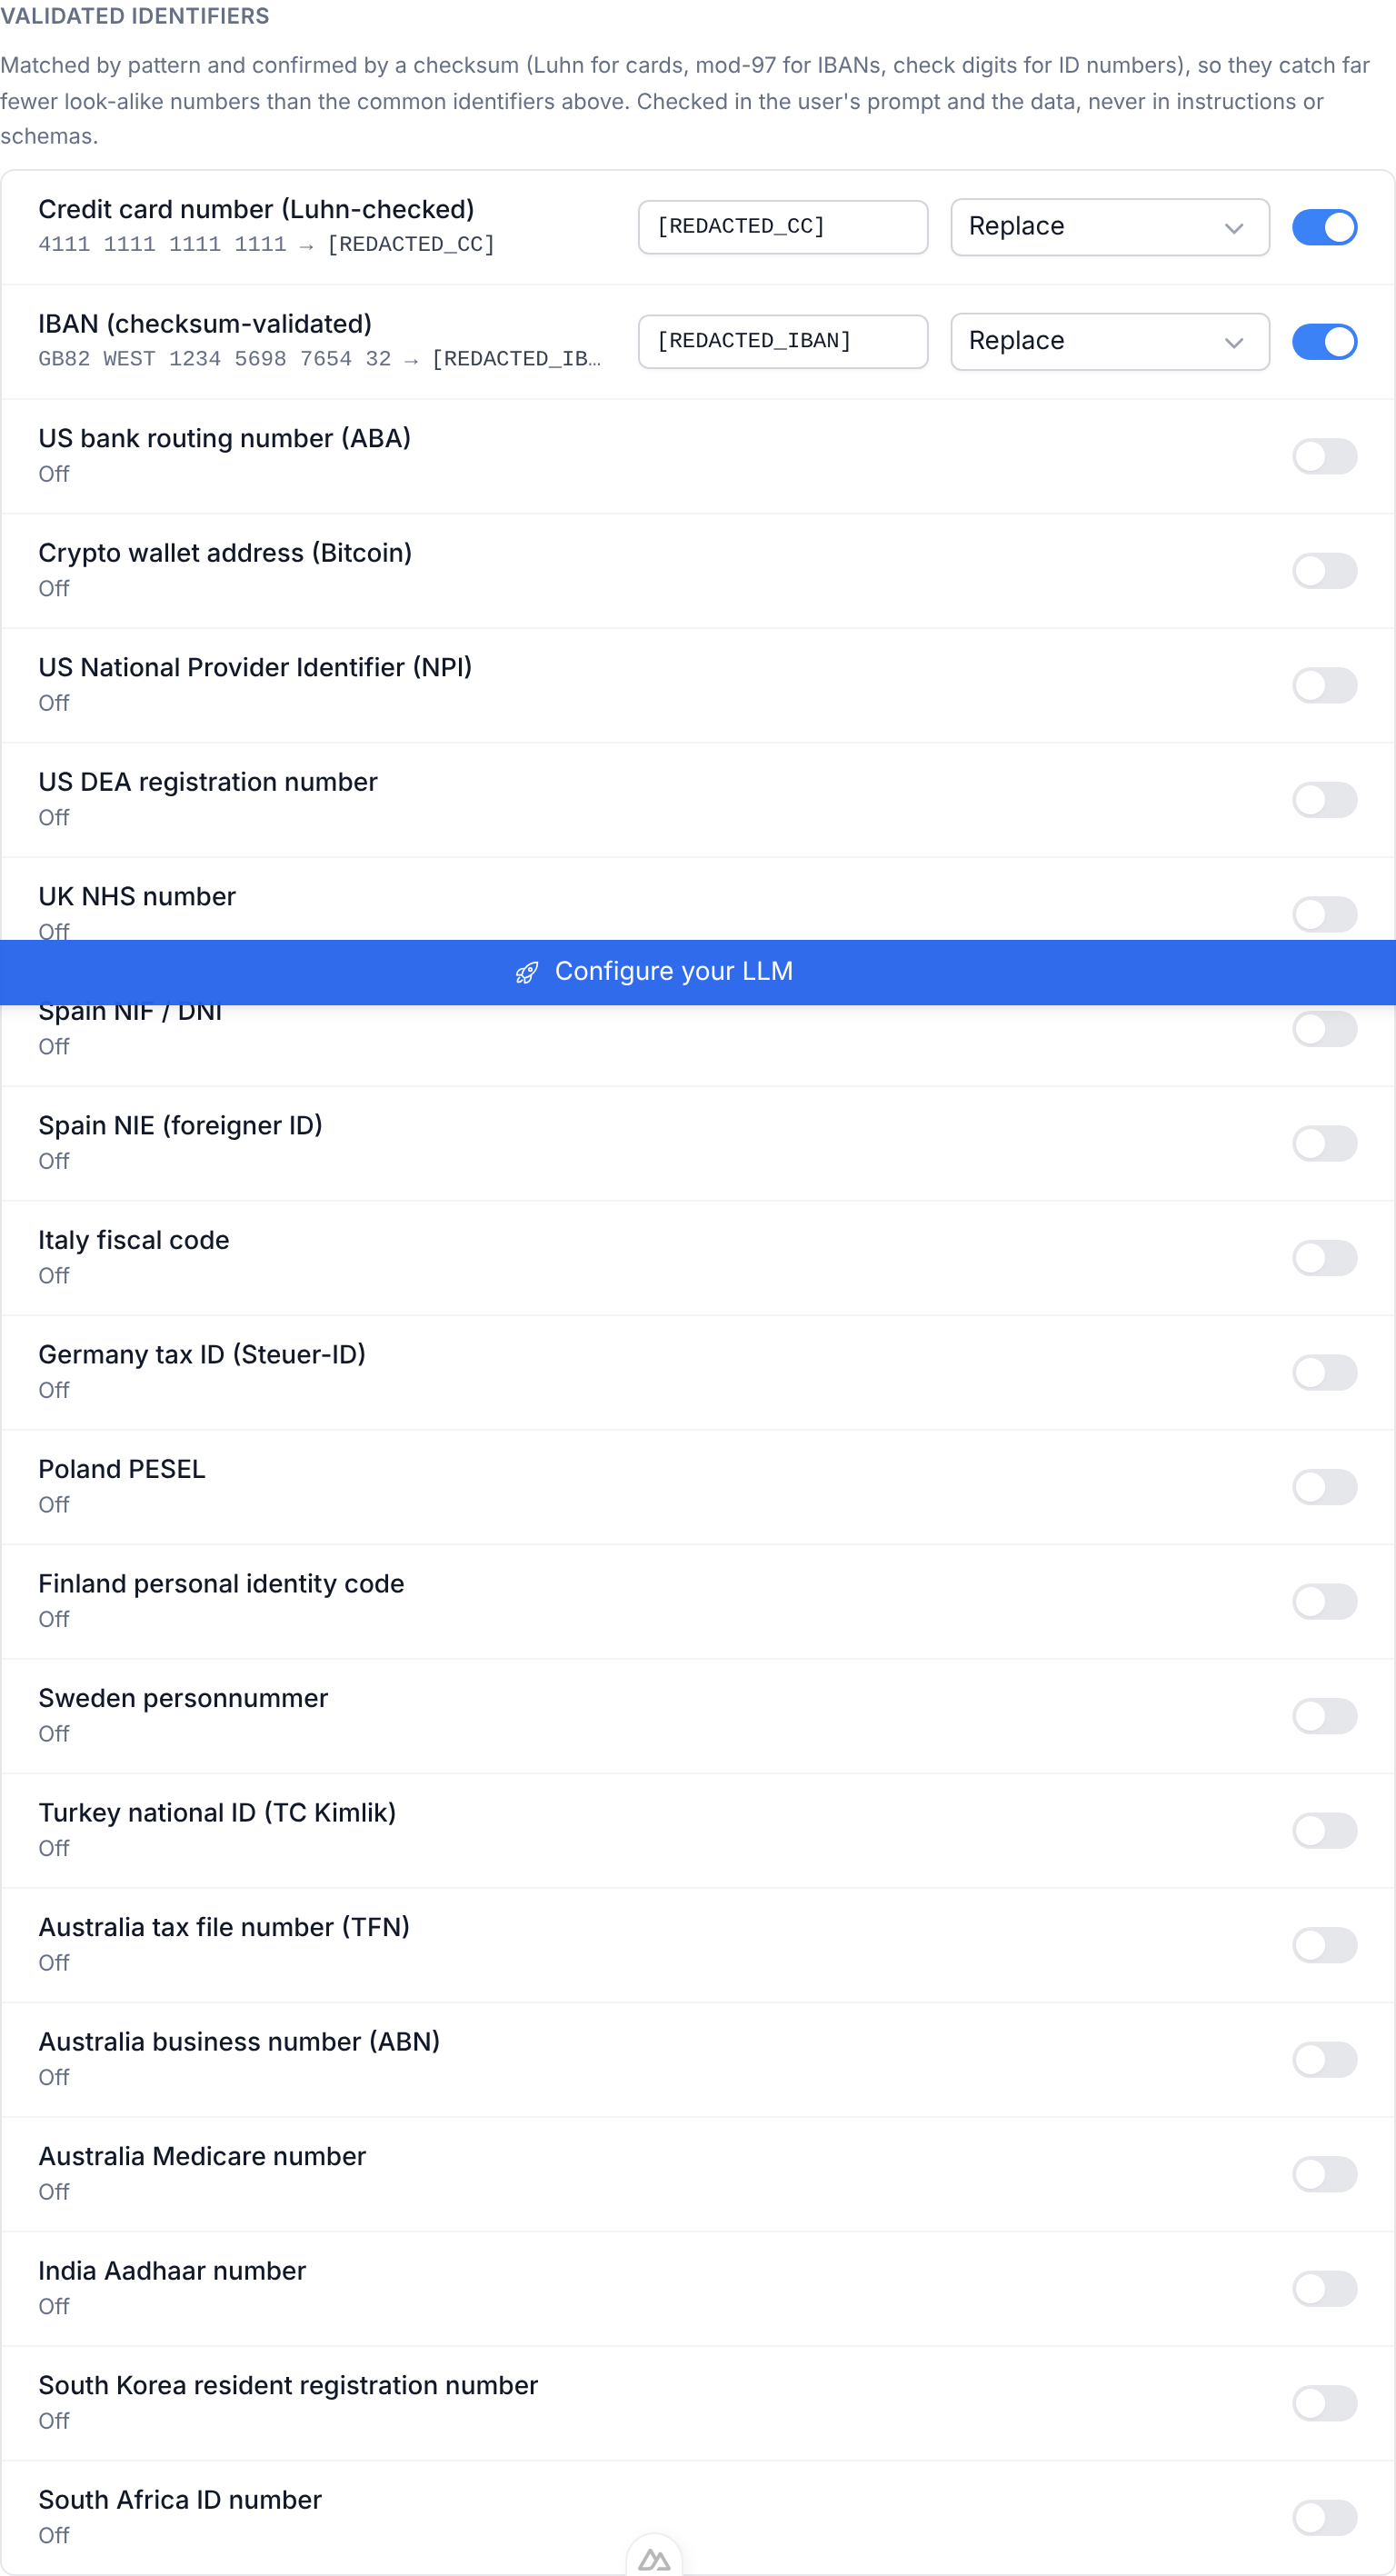 VALIDATED IDENTIFIERS
Matched by pattern and confirmed by a checksum (Luhn for cards, mod-97 for IBANs, check digits for ID numbers), so they catch far
fewer look-alike numbers than the common identifiers above. Checked in the user's prompt and the data, never in instructions or
schemas.
Credit card number (Luhn-checked)
4111 1111 1111 1111 → [REDACTED_CC]
[REDACTED_CC]
Replace
IBAN (checksum-validated)
GB82 WEST 1234 5698 7654 32 → [REDACTED_IB…
[REDACTED_IBAN]
Replace
US bank routing number (ABA)
Off
Crypto wallet address (Bitcoin)
Off
US National Provider Identifier (NPI)
Off
US DEA registration number
Off
UK NHS number
Off
Configure your LLM
Spain NIF / DNI
Off
Spain NIE (foreigner ID)
Off
Italy fiscal code
Off
Germany tax ID (Steuer-ID)
Off
Poland PESEL
Off
Finland personal identity code
Off
Sweden personnummer
Off
Turkey national ID (TC Kimlik)
Off
Australia tax file number (TFN)
Off
Australia business number (ABN)
Off
Australia Medicare number
Off
India Aadhaar number
Off
South Korea resident registration number
Off
South Africa ID number
Off